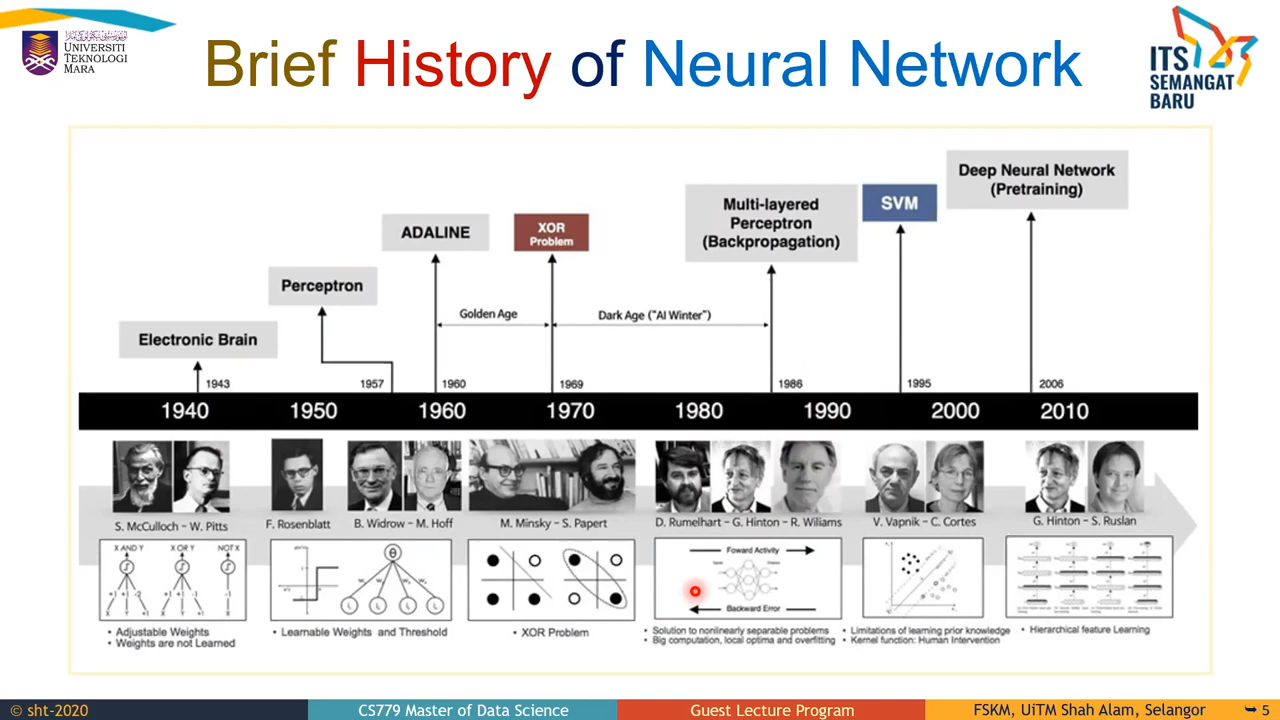 UNIVERSITI
TEKNOLOGI
MARA
Brief History of Neural Network
ITS
SEMANGAT
BARU
Deep Neural Network
(Pretraining)
Multi-layered
Perceptron
(Backpropagation)
SVM
ADALINE
XOR
Problem
Perceptron
Golden Age
Dark Age ("AI Winter")
Electronic Brain
1943
1957
1960
1969
1986
1995
2006
1940
1950
1960
1970
1980
1990
2000
2010
S. McCulloch – W. Pitts
F. Rosenblatt
B. Widrow – M. Hoff
M. Minsky – S. Papert
D. Rumelhart – G. Hinton – R. Wiliams
V. Vapnik – C. Cortes
G. Hinton – S. Ruslan
X AND Y
X OR Y
NOT X
Foward Activity
Backward Error
• Adjustable Weights
• Weights are not Learned
• Learnable Weights and Threshold
• XOR Problem
• Solution to nonlinearly separable problems
• Big computation, local optima and overfitting
• Limitations of learning prior knowledge
• Kernel function: Human Intervention
• Hierarchical feature Learning
© sht-2020
CS779 Master of Data Science
Guest Lecture Program
FSKM, UiTM Shah Alam, Selangor
5